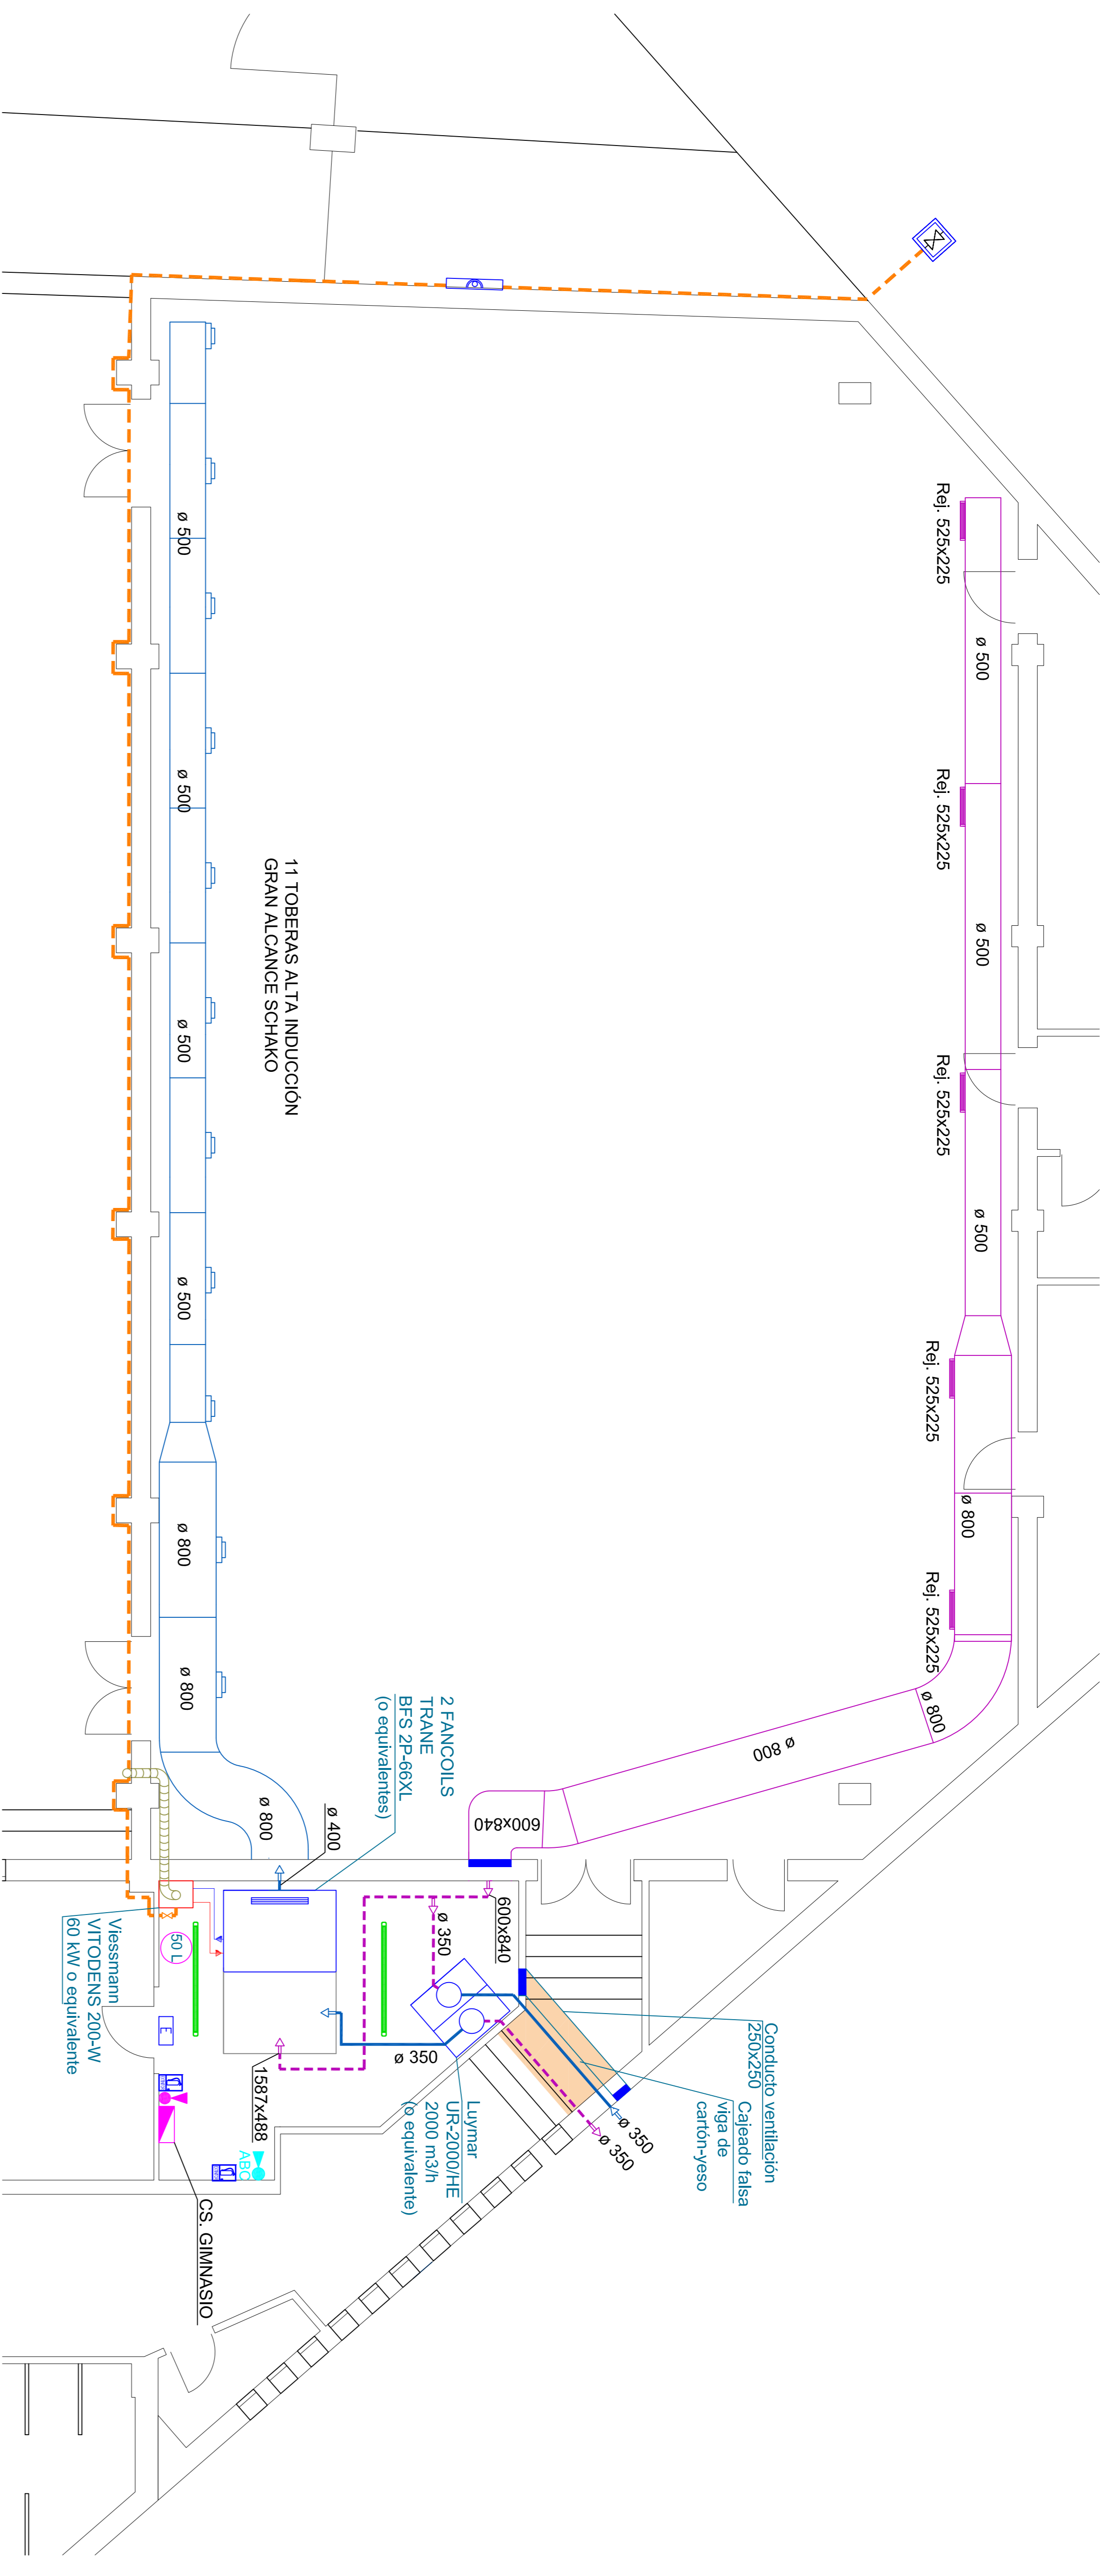 Rej. 525x225
Rej. 525x225
Rej. 525x225
Rej. 525x225
Rej. 525x225
ø 500
ø 500
ø 500
ø 800
ø 800
ø 800
600x840
600x840
ø 500
ø 500
ø 500
ø 500
ø 800
ø 800
ø 800
ø 400
11 TOBERAS ALTA INDUCCIÓN
GRAN ALCANCE SCHAKO
2 FANCOILS
TRANE
BFS 2P-66XL
(o equivalentes)
Conducto ventilación
250x250
Cajeado falsa
viga de
cartón-yeso
ø 350
ø 350
ø 350
ø 350
Luymar
UR-2000/HE
2000 m3/h
(o equivalente)
1587x488
50 L
E
Viessmann
VITODENS 200-W
60 kW o equivalente
ABC
CS. GIMNASIO